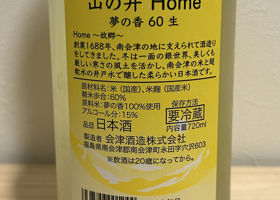 山の井 Home
夢の香 60 生
Home 〜故郷〜
創業1688年、南会津の地に支えられて酒造り
をしてきました。冬は一面の銀世界、美しくも
厳しい寒さの風土を活かし、南会津の米と超
軟水の井戸水で醸した柔らかい日本酒です。
原材料名:米(国産)、米麹(国産米)
精米歩合:60%
原料米:夢の香100%使用
アルコール分:15%
品目 日本酒
保存方法
要冷蔵
内容量720ml
製造者 会津酒造株式会社
福島県南会津郡南会津町永田字穴沢603
※飲酒は20歳になってから。